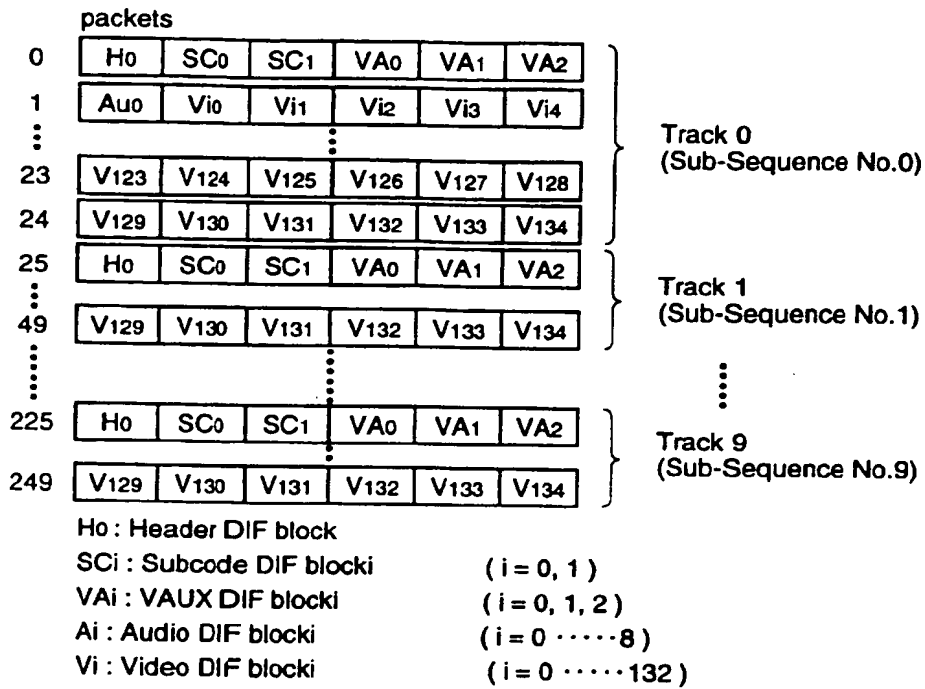 packets
0 H0 SC0 SC1 VA0 VA1 VA2
1 Au0 Vi0 Vi1 Vi2 Vi3 Vi4
23 V123 V124 V125 V126 V127 V128
24 V129 V130 V131 V132 V133 V134
Track 0
(Sub-Sequence No.0)
25 H0 SC0 SC1 VA0 VA1 VA2
49 V129 V130 V131 V132 V133 V134
Track 1
(Sub-Sequence No.1)
225 H0 SC0 SC1 VA0 VA1 VA2
249 V129 V130 V131 V132 V133 V134
Track 9
(Sub-Sequence No.9)
H0 : Header DIF block
SCi : Subcode DIF blocki ( i = 0, 1 )
VAi : VAUX DIF blocki ( i = 0, 1, 2 )
Ai : Audio DIF blocki ( i = 0 ····· 8 )
Vi : Video DIF blocki ( i = 0 ····· 132 )